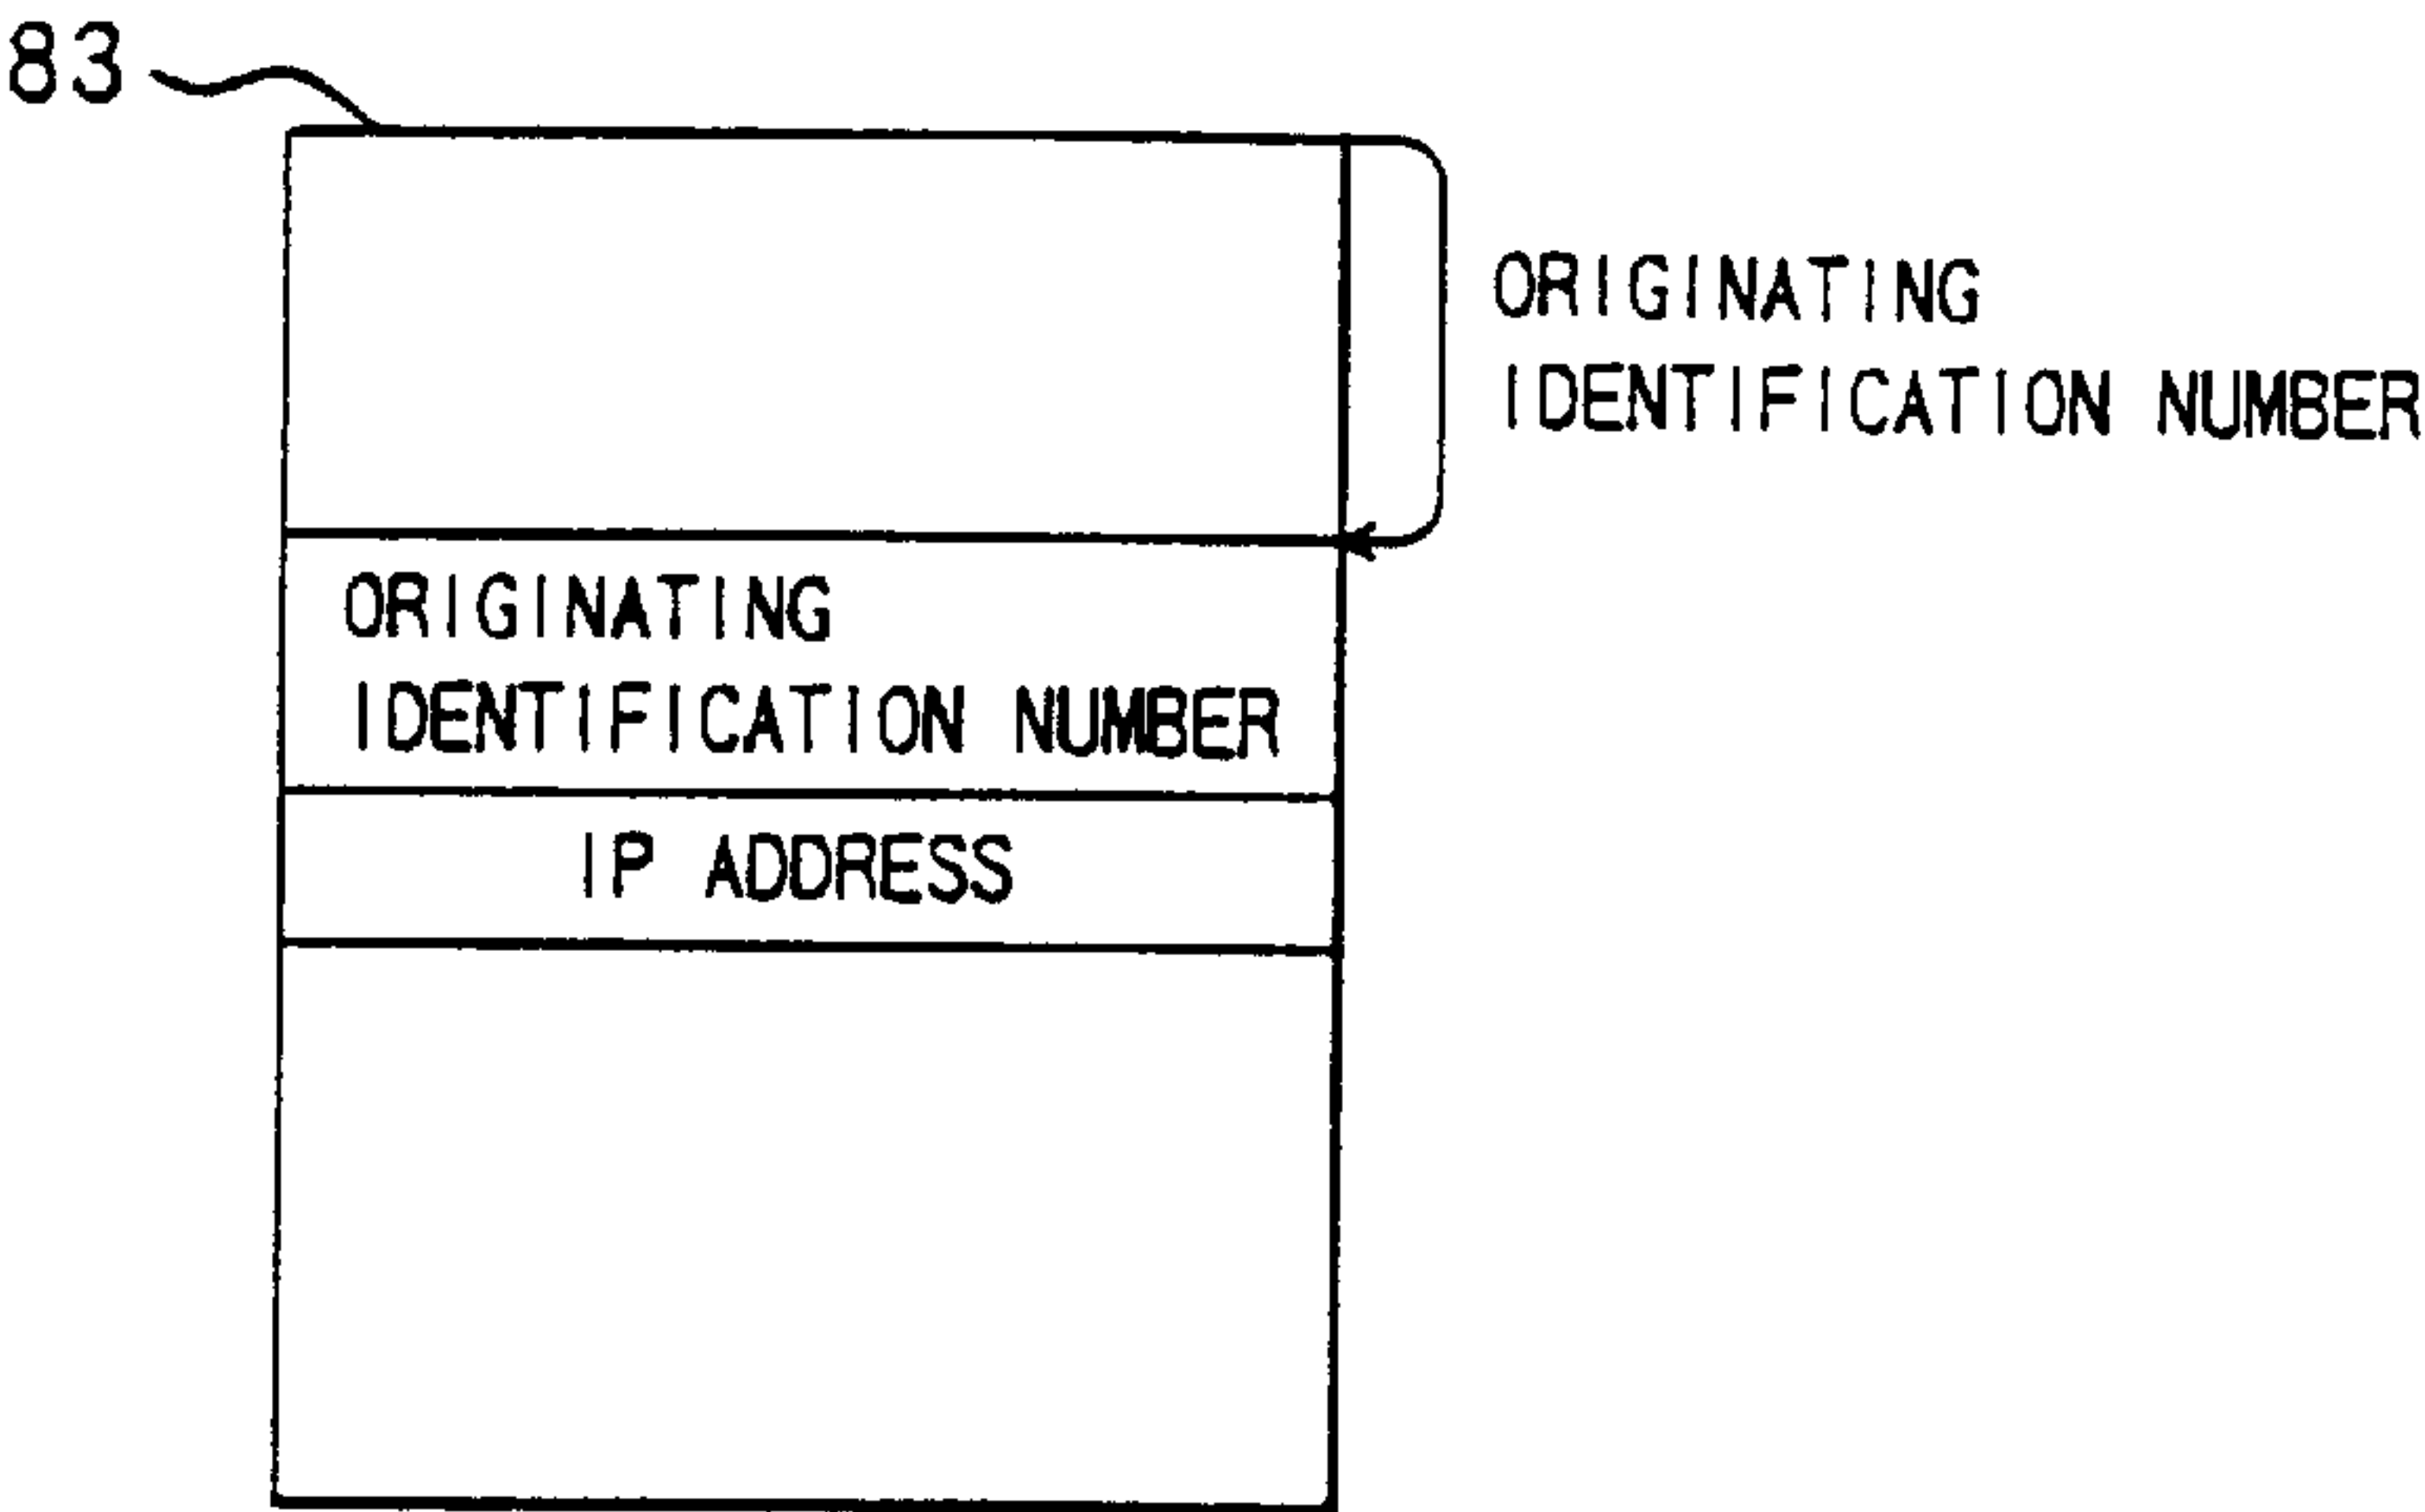 83
ORIGINATING
IDENTIFICATION NUMBER
ORIGINATING
IDENTIFICATION NUMBER
IP ADDRESS